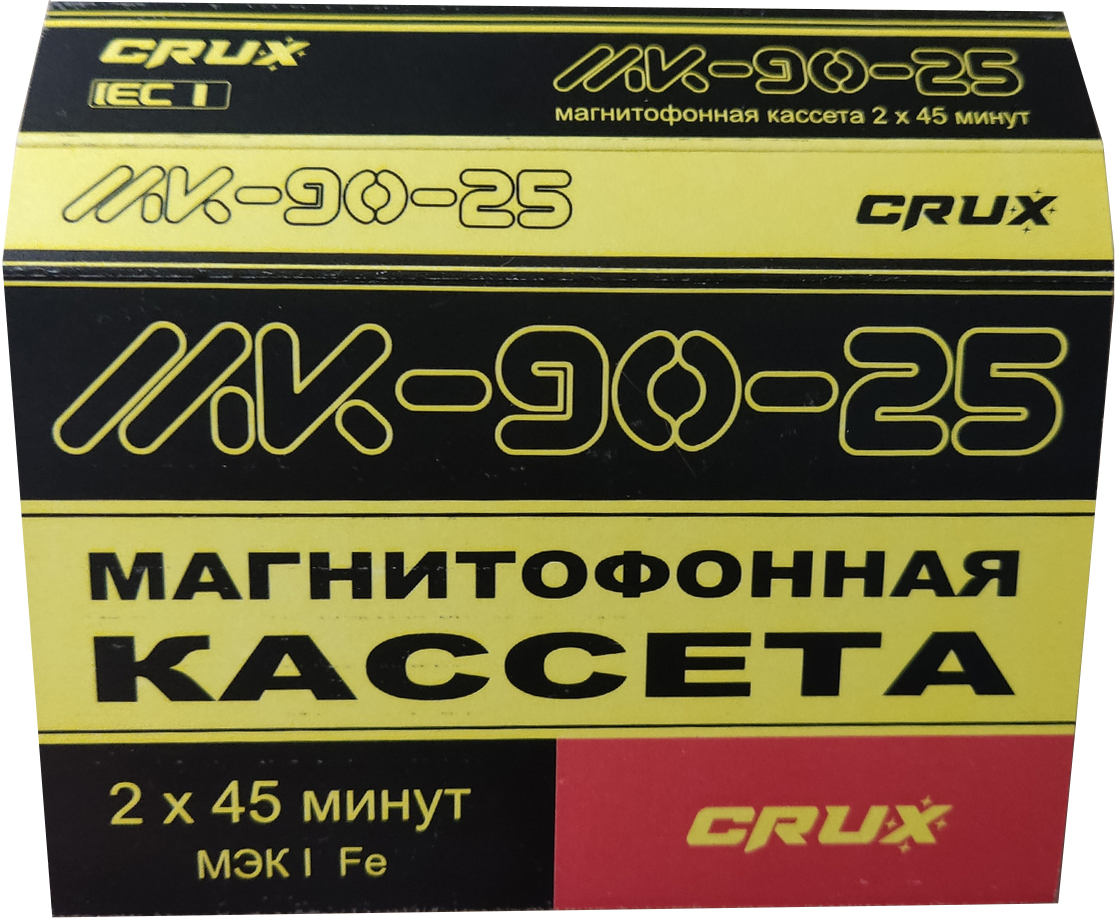 CRUX
IEC I
МК-90-25
магнитофонная кассета 2 х 45 минут
МК-90-25
CRUX
МК-90-25
МАГНИТОФОННАЯ
КАССЕТА
2 х 45 минут
МЭК I Fe
CRUX